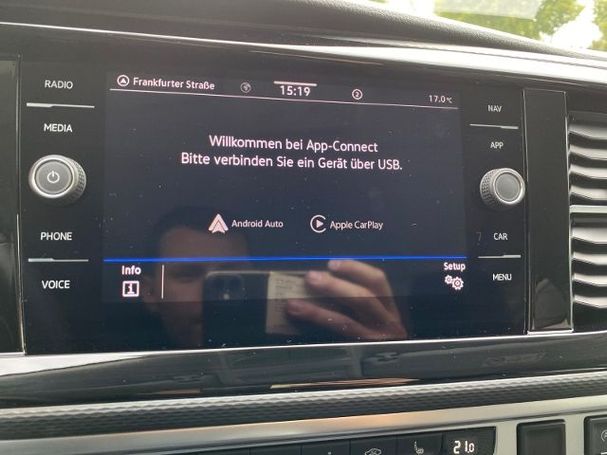 RADIO
MEDIA
PHONE
VOICE
Frankfurter Straße
15:19
2
17.0°C
Willkommen bei App-Connect
Bitte verbinden Sie ein Gerät über USB.
Android Auto
Apple CarPlay
Info
i
Setup
NAV
APP
CAR
MENU
21.0